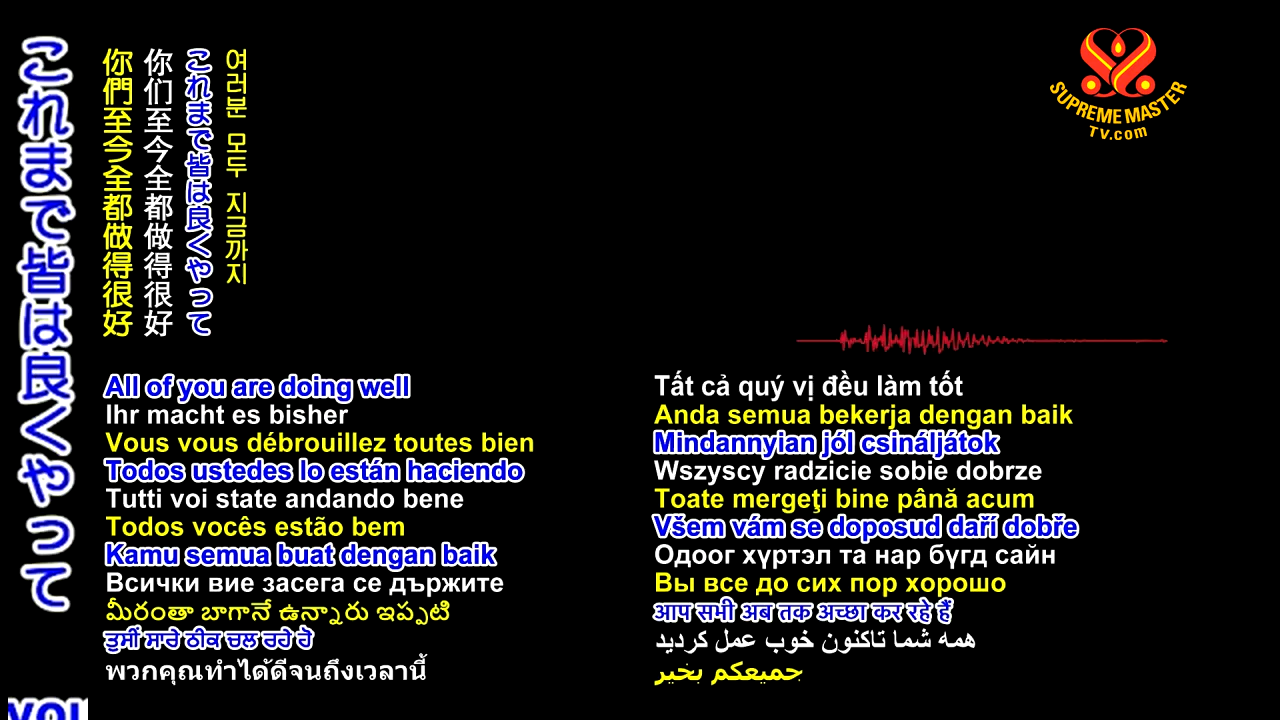 これまで皆は良くやって
你們至今全都做得很好
你们至今全都做得很好
これまで皆は良くやって
여러분 모두 지금까지
SUPREME MASTER
TV.com
All of you are doing well
Ihr macht es bisher
Vous vous débrouillez toutes bien
Todos ustedes lo están haciendo
Tutti voi state andando bene
Todos vocês estão bem
Kamu semua buat dengan baik
Всички вие засега се държите
మీరంతా బాగానే ఉన్నారు ఇప్పటి
ਤੁਸੀਂ ਸਾਰੇ ਠੀਕ ਚਲ ਰਹੇ ਹੋ
พวกคุณทำได้ดีจนถึงเวลานี้
Tất cả quý vị đều làm tốt
Anda semua bekerja dengan baik
Mindannyian jól csináljátok
Wszyscy radzicie sobie dobrze
Toate mergeţi bine până acum
Všem vám se doposud daří dobře
Одоог хүртэл та нар бүгд сайн
Вы все до сих пор хорошо
आप सभी अब तक अच्छा कर रहे हैं
همه شما تاکنون خوب عمل کردید
جميعكم بخير